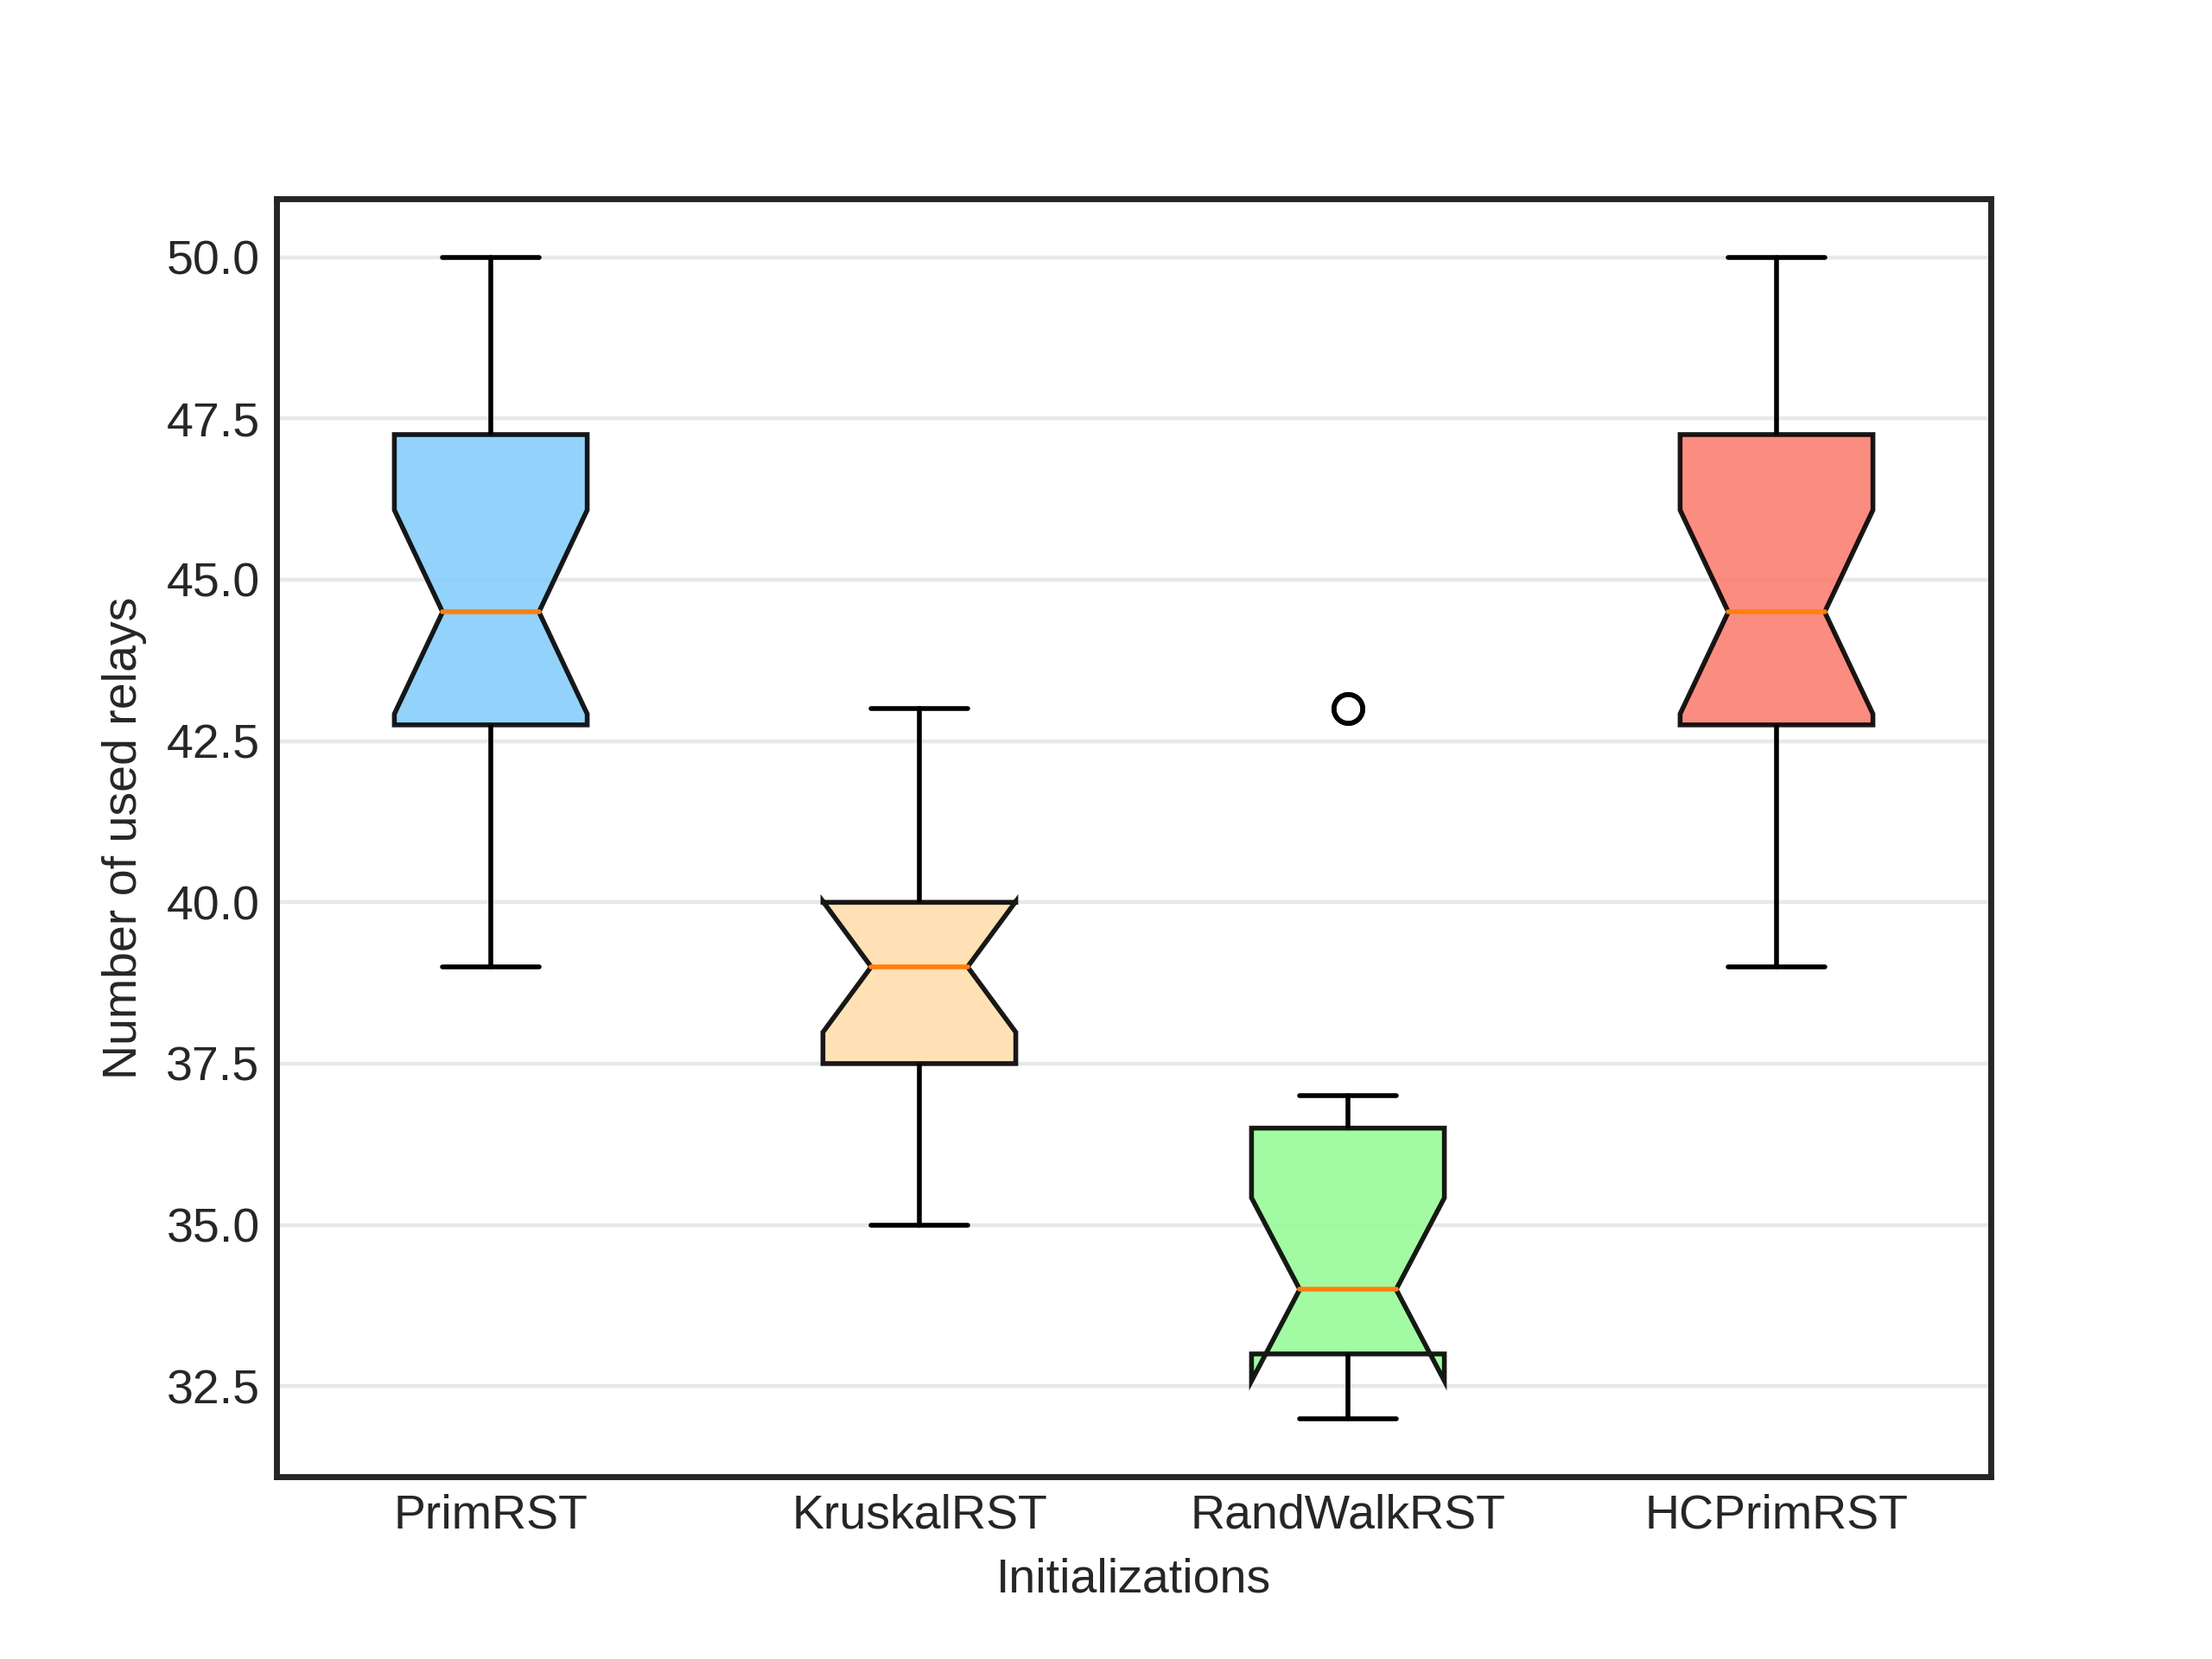 50.0
47.5
45.0
42.5
40.0
37.5
35.0
32.5
Number of used relays
PrimRST KruskalRST RandWalkRST HCPrimRST
Initializations